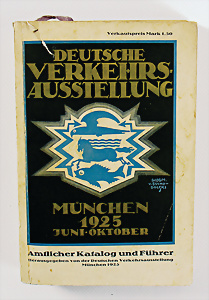 Verkaufspreis Mark 1.50
DEUTSCHE
VERKEHRS-
AUSSTELLUNG
MÜNCHEN
1925
JUNI-OKTOBER
Amtlicher Katalog und Führer
Herausgegeben von der Deutschen Verkehrsausstellung
München 1925